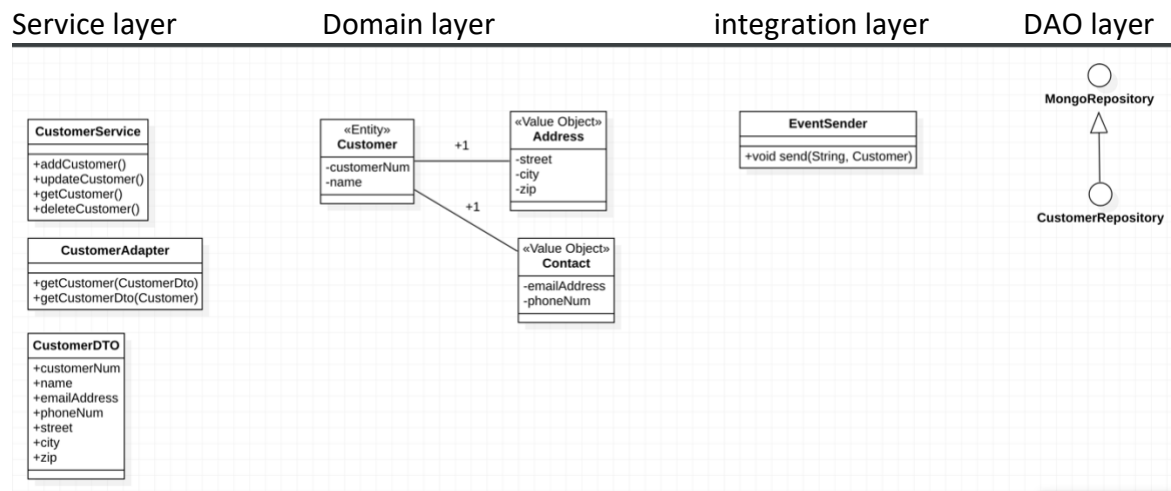 Service layer
Domain layer
integration layer
DAO layer
CustomerService
+addCustomer()
+updateCustomer()
+getCustomer()
+deleteCustomer()
CustomerAdapter
+getCustomer(CustomerDto)
+getCustomerDto(Customer)
CustomerDTO
+customerNum
+name
+emailAddress
+phoneNum
+street
+city
+zip
«Entity»
Customer
-customerNum
-name
+1
+1
«Value Object»
Address
-street
-city
-zip
«Value Object»
Contact
-emailAddress
-phoneNum
EventSender
+void send(String, Customer)
MongoRepository
CustomerRepository